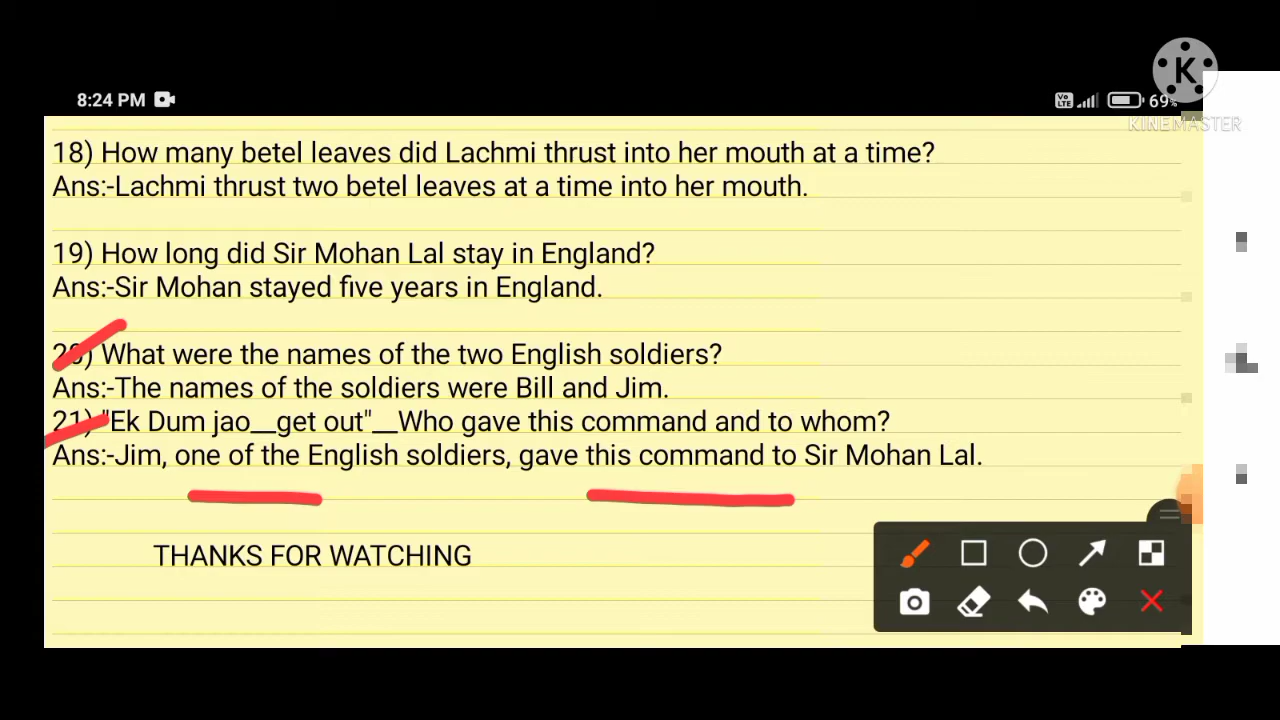 8:24 PM
Vo LTE 69%
K
KINEMASTER
18) How many betel leaves did Lachmi thrust into her mouth at a time?
Ans:-Lachmi thrust two betel leaves at a time into her mouth.
19) How long did Sir Mohan Lal stay in England?
Ans:-Sir Mohan stayed five years in England.
20) What were the names of the two English soldiers?
Ans:-The names of the soldiers were Bill and Jim.
21) "Ek Dum jao__get out"__Who gave this command and to whom?
Ans:-Jim, one of the English soldiers, gave this command to Sir Mohan Lal.
THANKS FOR WATCHING